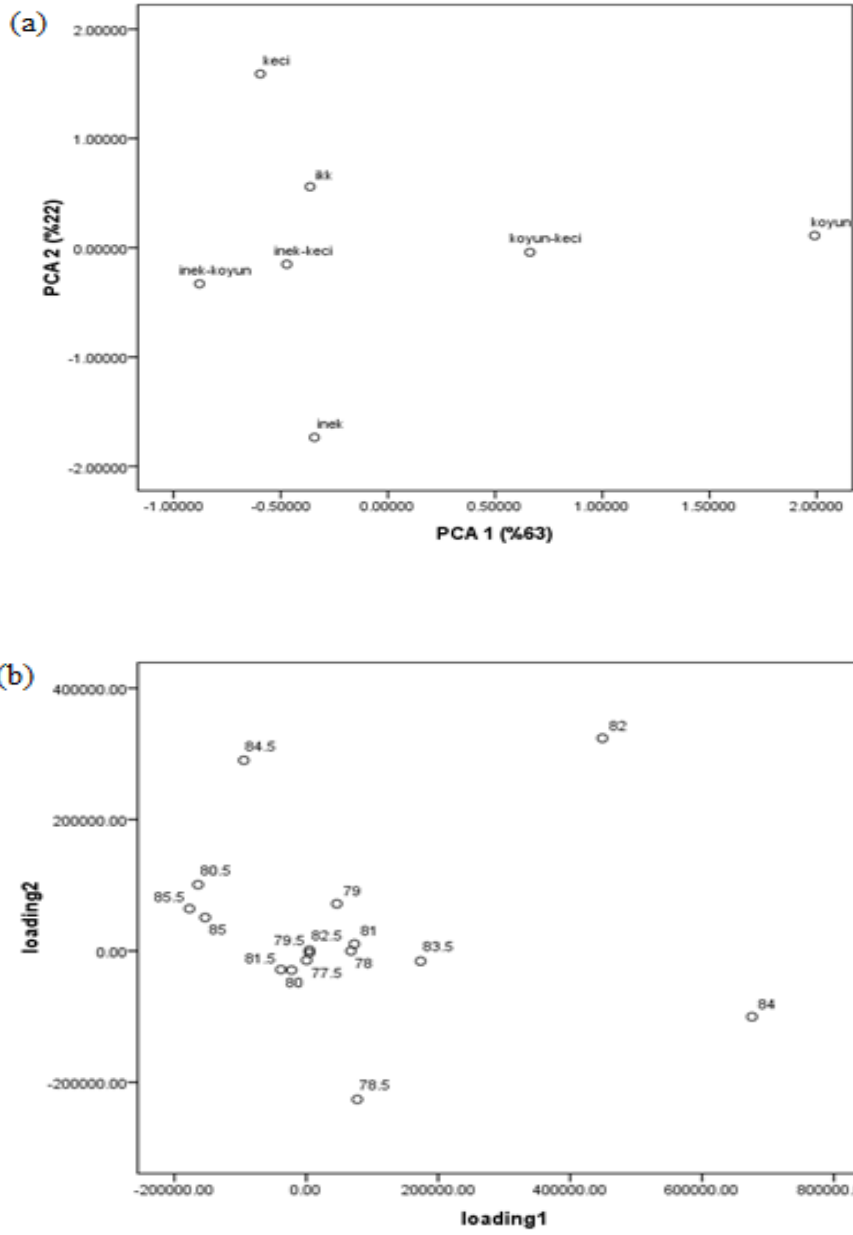 (a)
2.00000
1.00000
0.00000
-1.00000
-2.00000
PCA 2 (%22)
keci
ikk
inek-keci
inek-koyun
koyun-keci
koyun
inek
-1.00000 -0.50000 0.00000 0.50000 1.00000 1.50000 2.00000
PCA 1 (%63)
(b)
400000.00
200000.00
0.00
-200000.00
loading2
82
84.5
80.5
85.5
85
79
79.5 82.5 81
81.5 77.5 78 83.5
80
84
78.5
-200000.00 0.00 200000.00 400000.00 600000.00 800000.
loading1